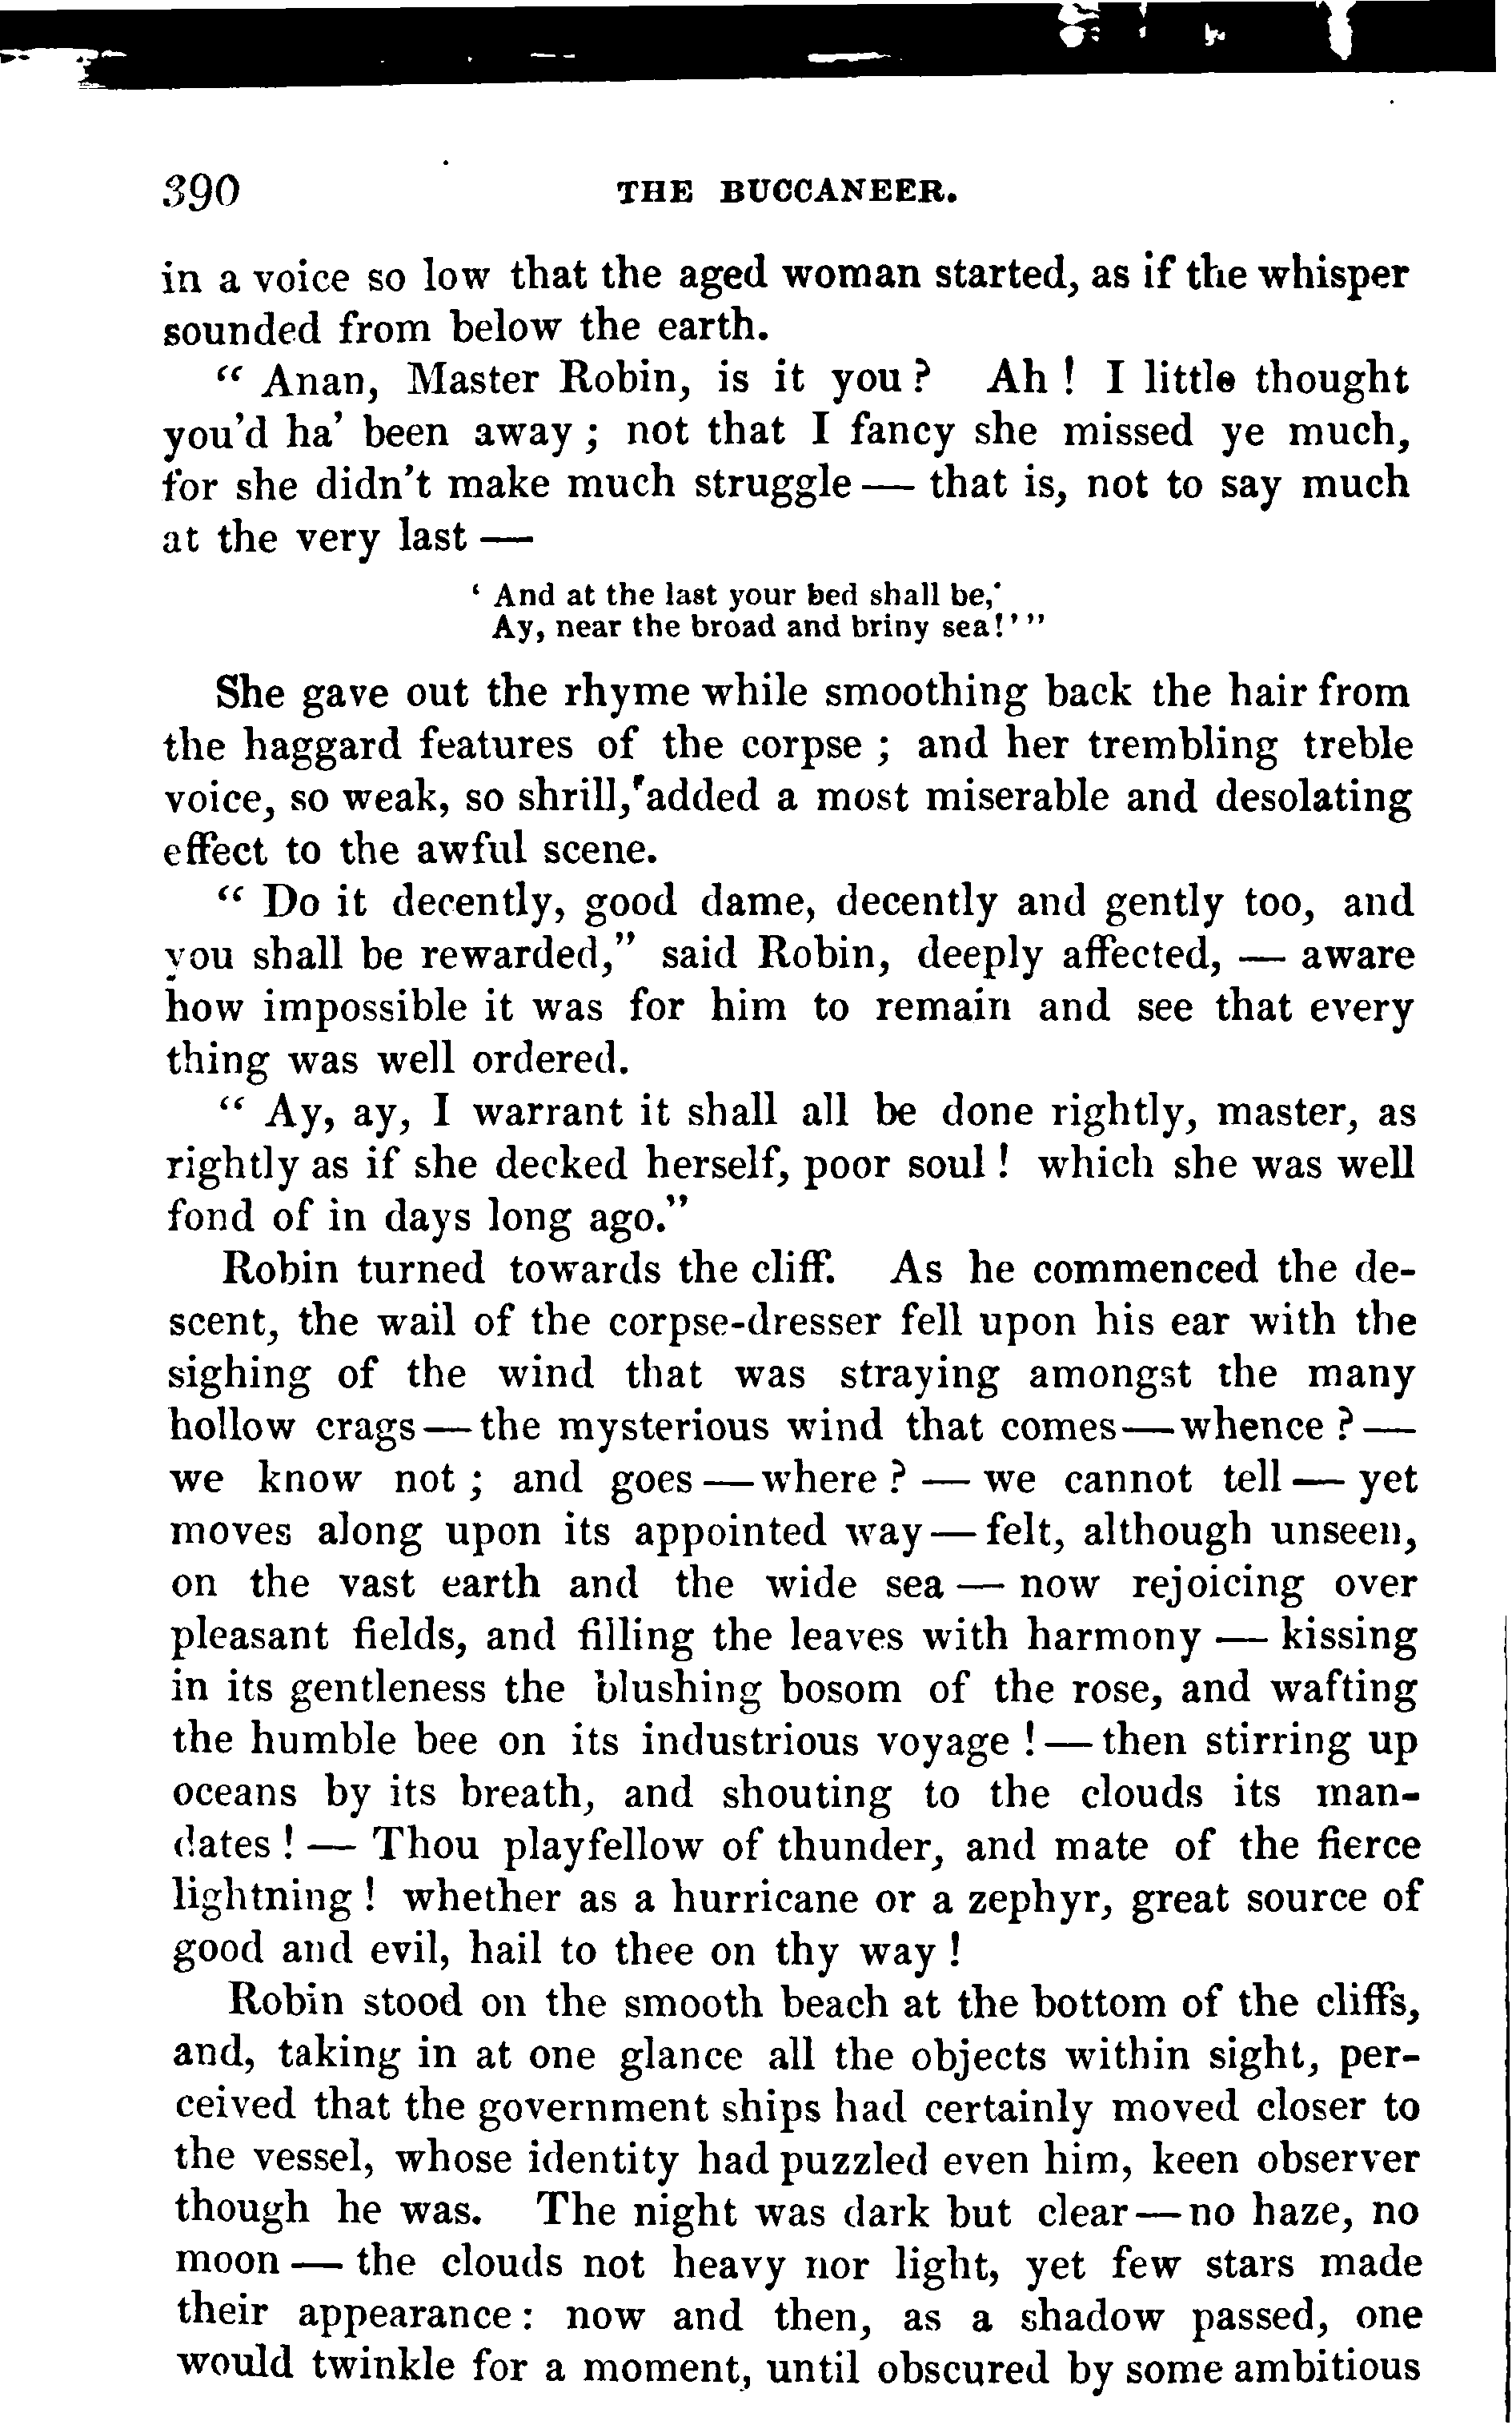 390 THE BUCCANEER.
in a voice so low that the aged woman started, as if the whisper
sounded from below the earth.
“ Anan, Master Robin, is it you ? Ah ! I little thought
you'd ha' been away ; not that I fancy she missed ye much,
for she didn't make much struggle — that is, not to say much
at the very last —
‘ And at the last your bed shall be,
Ay, near the broad and briny sea!’ ”
She gave out the rhyme while smoothing back the hair from
the haggard features of the corpse ; and her trembling treble
voice, so weak, so shrill, added a most miserable and desolating
effect to the awful scene.
“ Do it decently, good dame, decently and gently too, and
you shall be rewarded,” said Robin, deeply affected, — aware
how impossible it was for him to remain and see that every
thing was well ordered.
“ Ay, ay, I warrant it shall all be done rightly, master, as
rightly as if she decked herself, poor soul ! which she was well
fond of in days long ago.”
Robin turned towards the cliff. As he commenced the de-
scent, the wail of the corpse-dresser fell upon his ear with the
sighing of the wind that was straying amongst the many
hollow crags — the mysterious wind that comes — whence ? —
we know not ; and goes — where ? — we cannot tell — yet
moves along upon its appointed way — felt, although unseen,
on the vast earth and the wide sea — now rejoicing over
pleasant fields, and filling the leaves with harmony — kissing
in its gentleness the blushing bosom of the rose, and wafting
the humble bee on its industrious voyage ! — then stirring up
oceans by its breath, and shouting to the clouds its man-
dates ! — Thou playfellow of thunder, and mate of the fierce
lightning ! whether as a hurricane or a zephyr, great source of
good and evil, hail to thee on thy way !
Robin stood on the smooth beach at the bottom of the cliffs,
and, taking in at one glance all the objects within sight, per-
ceived that the government ships had certainly moved closer to
the vessel, whose identity had puzzled even him, keen observer
though he was. The night was dark but clear — no haze, no
moon — the clouds not heavy nor light, yet few stars made
their appearance : now and then, as a shadow passed, one
would twinkle for a moment, until obscured by some ambitious